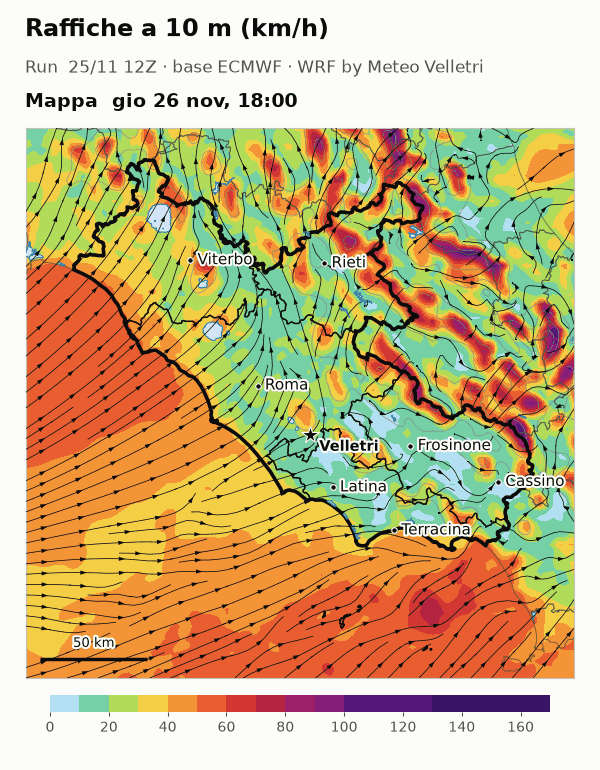 Raffiche a 10 m (km/h)
Run  25/11 12Z · base ECMWF · WRF by Meteo Velletri
Mappa  gio 26 nov, 18:00
Viterbo
Rieti
Roma
Velletri
Frosinone
Latina
Cassino
Terracina
50 km
0 20 40 60 80 100 120 140 160